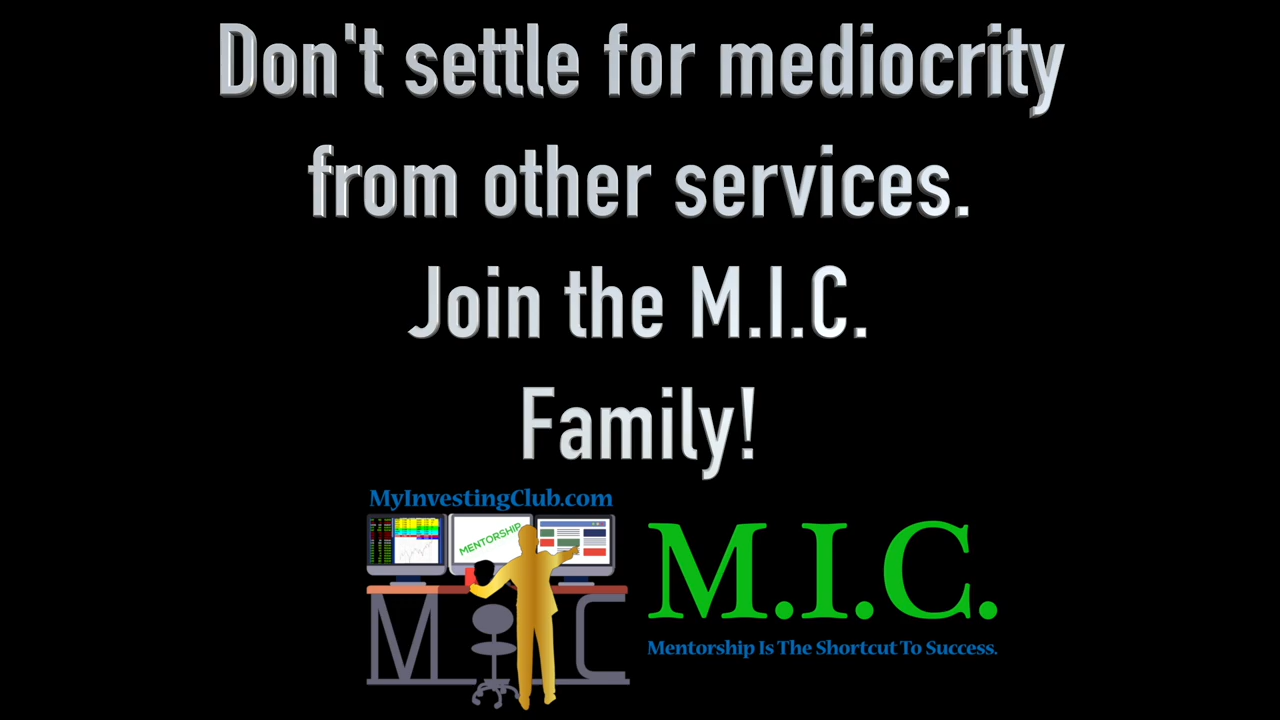 Don't settle for mediocrity
from other services.
Join the M.I.C.
Family!
MyInvestingClub.com
MENTORSHIP
M.I.C.
MIC
Mentorship Is The Shortcut To Success.